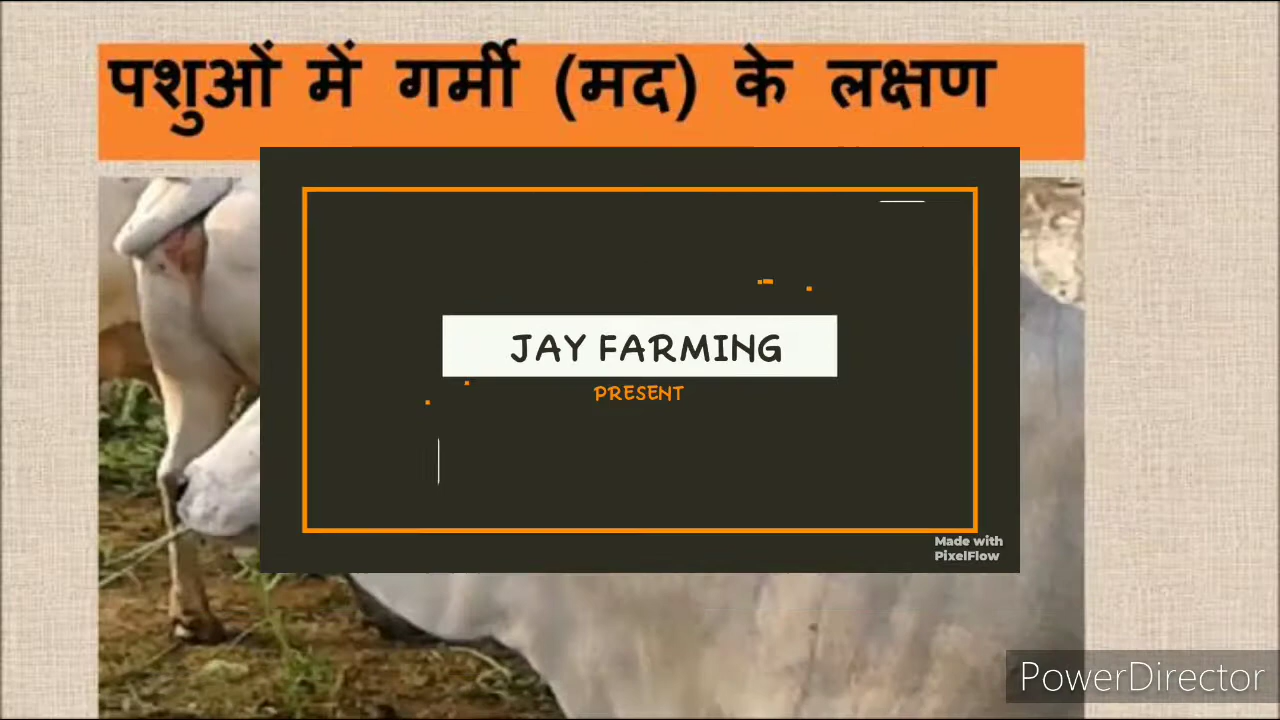 पशुओं में गर्मी (मद) के लक्षण
JAY FARMING
PRESENT
Made with
PixelFlow
PowerDirector